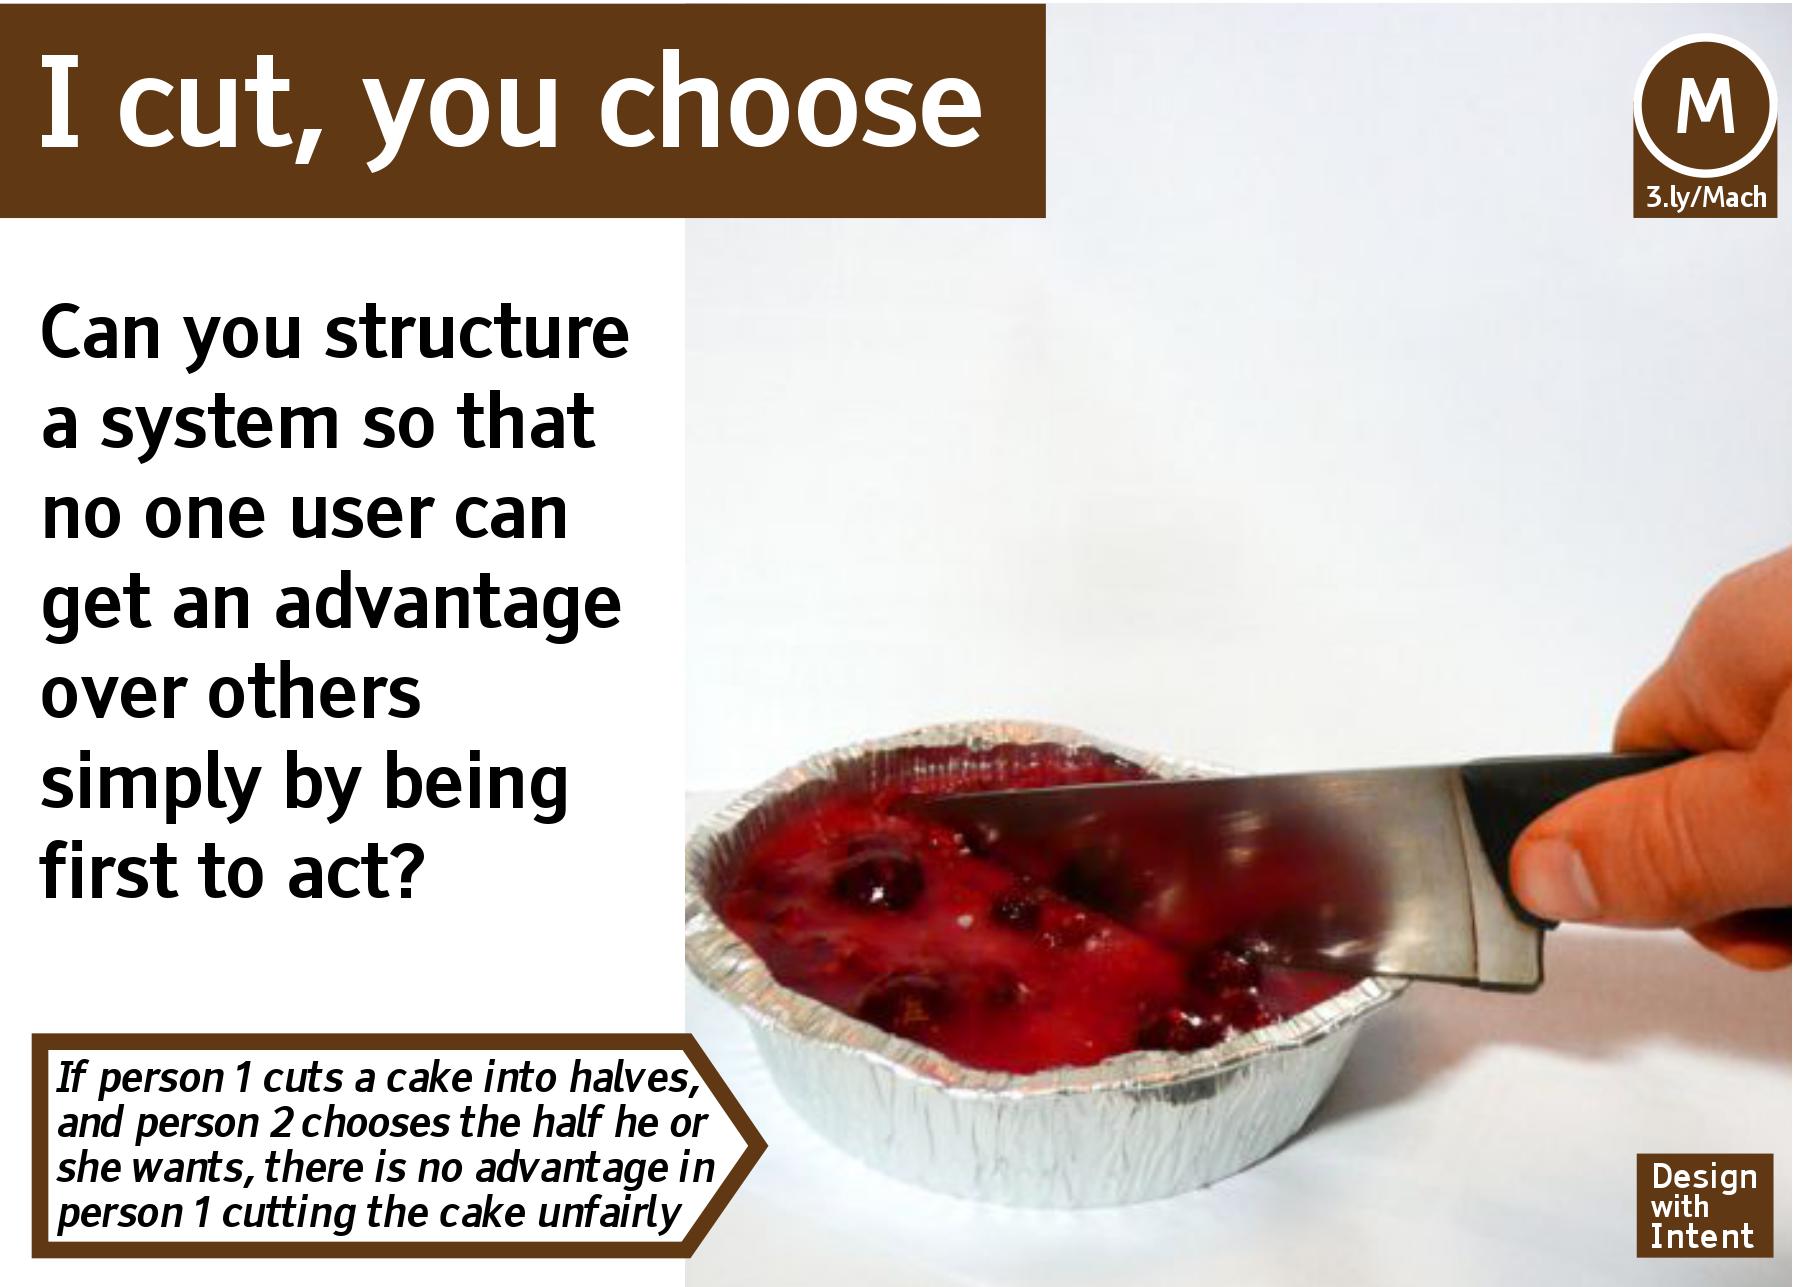 I cut, you choose
M
3.ly/Mach
Can you structure
a system so that
no one user can
get an advantage
over others
simply by being
first to act?
If person 1 cuts a cake into halves,
and person 2 chooses the half he or
she wants, there is no advantage in
person 1 cutting the cake unfairly
Design
with
Intent